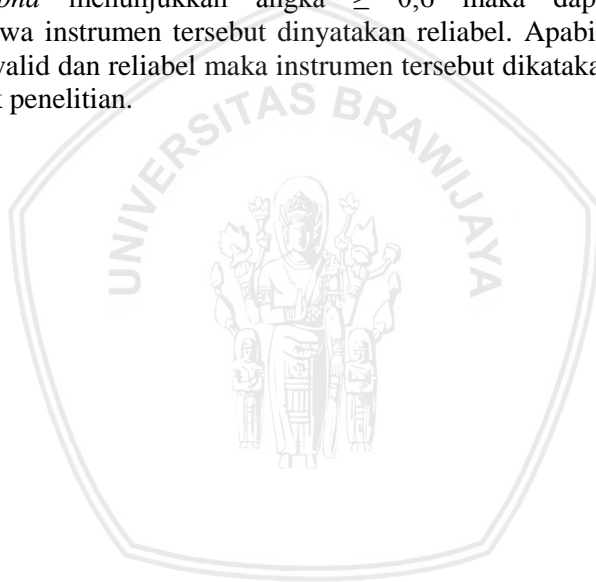 menunjukkan angka ≥ 0,6 maka
instrumen tersebut dinyatakan reliabel.
valid dan reliabel maka instrumen tersebut
penelitian.
UNIVERSITAS BRAWIJAYA